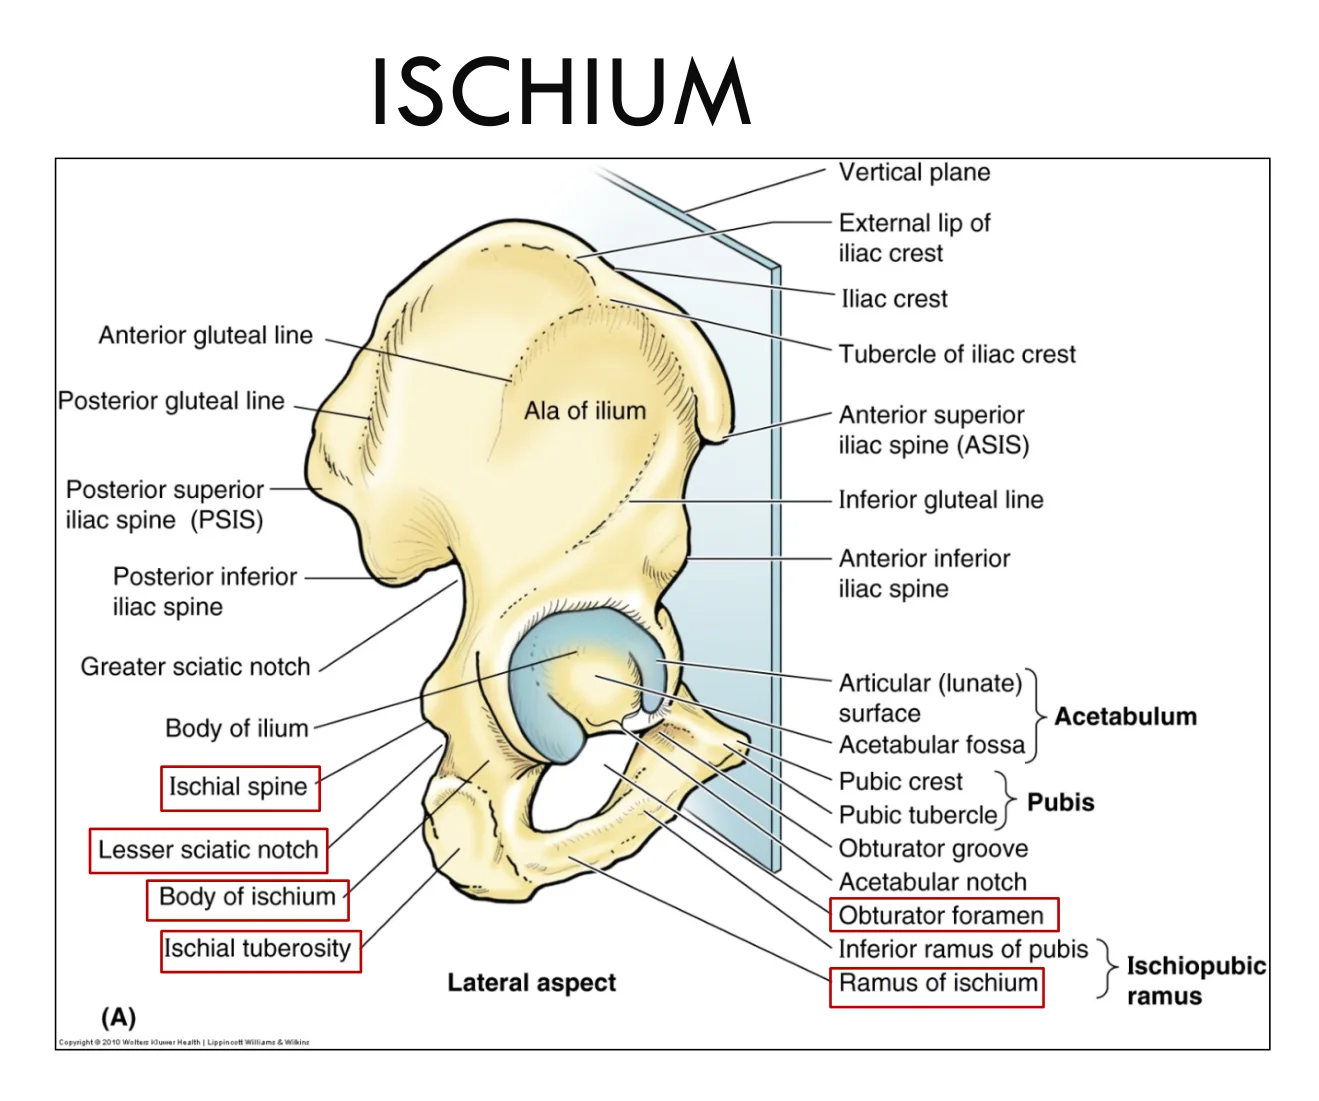 ISCHIUM
Vertical plane
External lip of
iliac crest
Iliac crest
Tubercle of iliac crest
Anterior superior
iliac spine (ASIS)
Inferior gluteal line
Anterior inferior
iliac spine
Articular (lunate)
surface
Acetabular fossa
Acetabulum
Pubic crest
Pubic tubercle
Pubis
Obturator groove
Acetabular notch
Obturator foramen
Inferior ramus of pubis
Ramus of ischium
Ischiopubic
ramus
Anterior gluteal line
Posterior gluteal line
Ala of ilium
Posterior superior
iliac spine (PSIS)
Posterior inferior
iliac spine
Greater sciatic notch
Body of ilium
Ischial spine
Lesser sciatic notch
Body of ischium
Ischial tuberosity
Lateral aspect
(A)
Copyright © 2010 Wolters Kluwer Health | Lippincott Williams & Wilkins